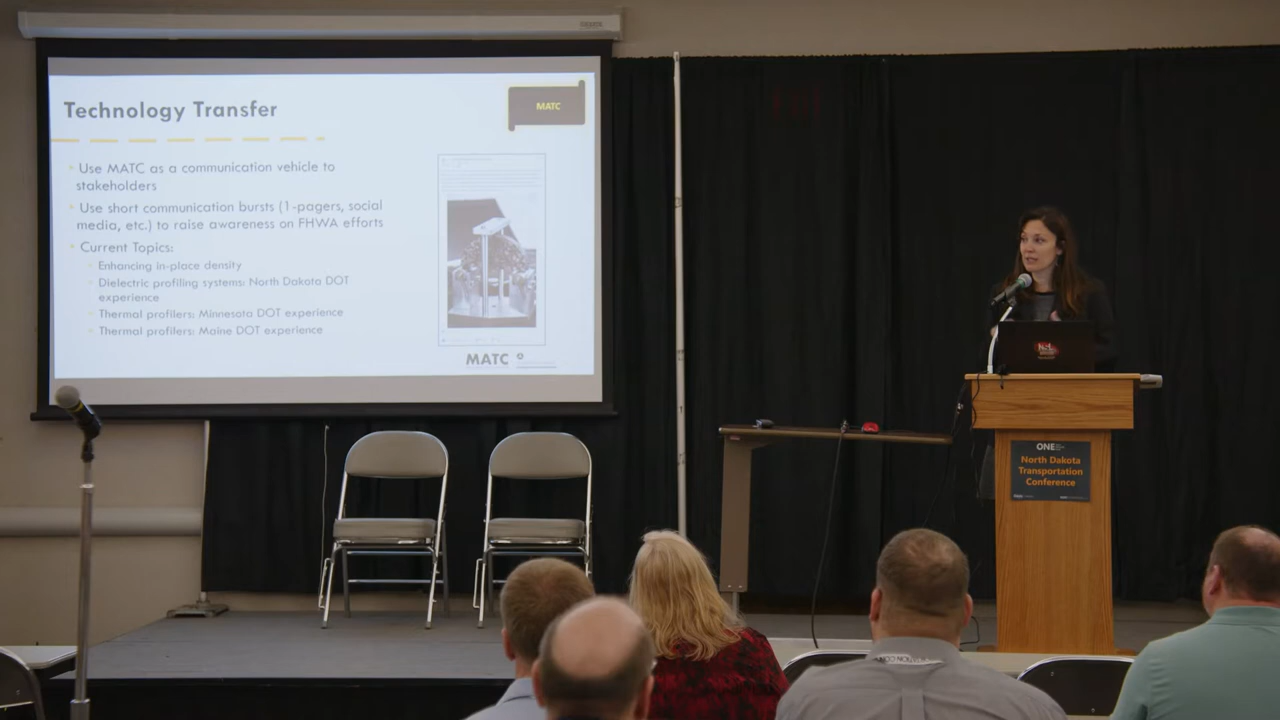 Technology Transfer
MATC
Use MATC as a communication vehicle to
stakeholders
Use short communication bursts (1-pagers, social
media, etc.) to raise awareness on FHWA efforts
Current Topics:
Enhancing in-place density
Dielectric profiling systems: North Dakota DOT
experience
Thermal profilers: Minnesota DOT experience
Thermal profilers: Maine DOT experience
MATC
ONE
North Dakota
Transportation
Conference